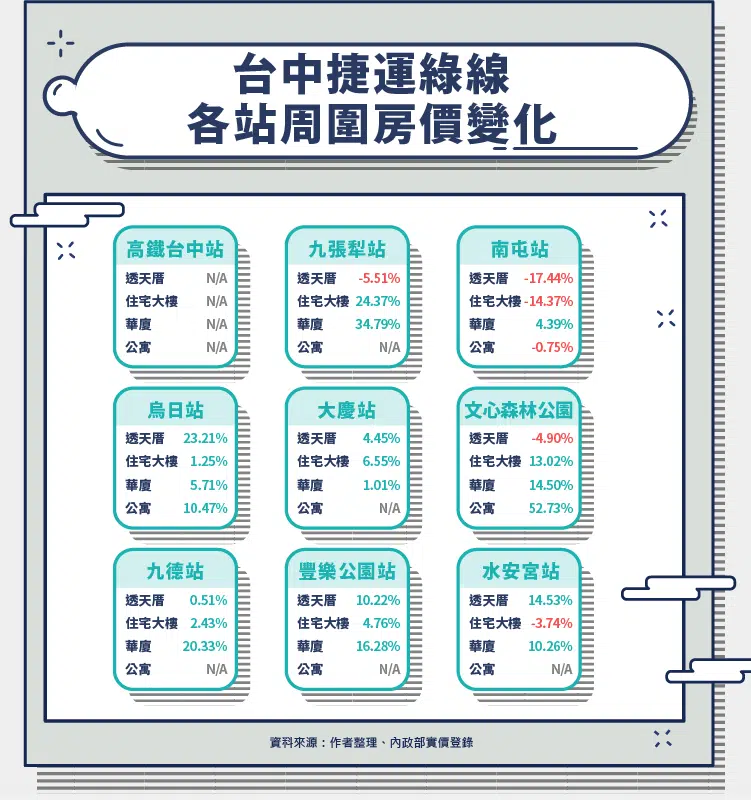 台中捷運綠線
各站周圍房價變化
高鐵台中站
透天厝 N/A
住宅大樓 N/A
華廈 N/A
公寓 N/A
九張犁站
透天厝 -5.51%
住宅大樓 24.37%
華廈 34.79%
公寓 N/A
南屯站
透天厝 -17.44%
住宅大樓 -14.37%
華廈 4.39%
公寓 -0.75%
烏日站
透天厝 23.21%
住宅大樓 1.25%
華廈 5.71%
公寓 10.47%
大慶站
透天厝 4.45%
住宅大樓 6.55%
華廈 1.01%
公寓 N/A
文心森林公園
透天厝 -4.90%
住宅大樓 13.02%
華廈 14.50%
公寓 52.73%
九德站
透天厝 0.51%
住宅大樓 2.43%
華廈 20.33%
公寓 N/A
豐樂公園站
透天厝 10.22%
住宅大樓 4.76%
華廈 16.28%
公寓 N/A
水安宮站
透天厝 14.53%
住宅大樓 -3.74%
華廈 10.26%
公寓 N/A
資料來源：作者整理、內政部實價登錄